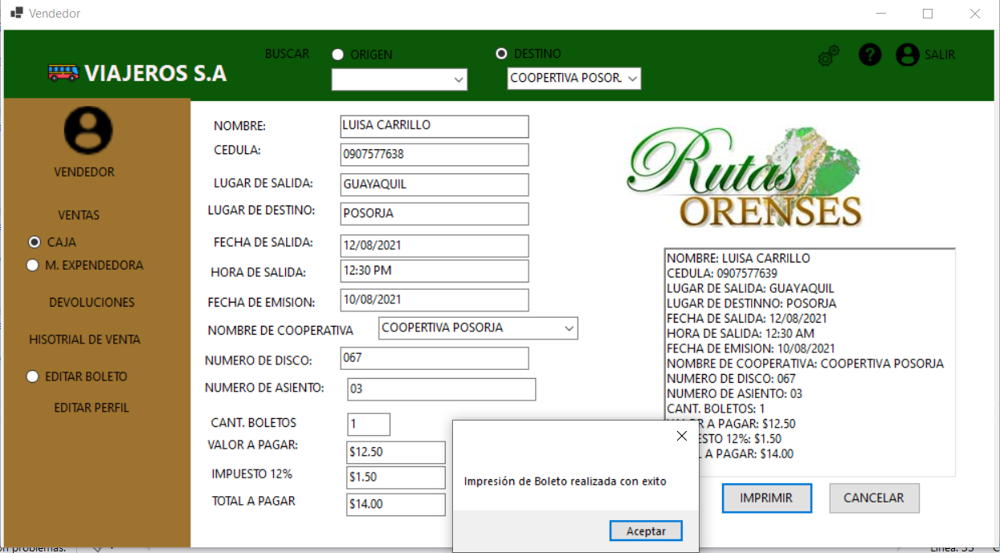 Vendedor
BUSCAR ORIGEN DESTINO
SALIR
VIAJEROS S.A
COOPERTIVA POSOR
VENDEDOR
VENTAS
CAJA
M. EXPENDEDORA
DEVOLUCIONES
HISOTRIAL DE VENTA
EDITAR BOLETO
EDITAR PERFIL
NOMBRE: LUISA CARRILLO
CEDULA: 0907577638
LUGAR DE SALIDA: GUAYAQUIL
LUGAR DE DESTINO: POSORJA
FECHA DE SALIDA: 12/08/2021
HORA DE SALIDA: 12:30 PM
FECHA DE EMISION: 10/08/2021
NOMBRE DE COOPERATIVA COOPERTIVA POSORJA
NUMERO DE DISCO: 067
NUMERO DE ASIENTO: 03
CANT. BOLETOS 1
VALOR A PAGAR: $12.50
IMPUESTO 12% $1.50
TOTAL A PAGAR $14.00
Rutas
ORENSES
NOMBRE: LUISA CARRILLO
CEDULA: 0907577639
LUGAR DE SALIDA: GUAYAQUIL
LUGAR DE DESTINNO: POSORJA
FECHA DE SALIDA: 12/08/2021
HORA DE SALIDA: 12:30 AM
FECHA DE EMISION: 10/08/2021
NOMBRE DE COOPERATIVA: COOPERTIVA POSORJA
NUMERO DE DISCO: 067
NUMERO DE ASIENTO: 03
CANT. BOLETOS: 1
VALOR A PAGAR: $12.50
ESTO 12%: $1.50
A PAGAR: $14.00
Impresión de Boleto realizada con exito
Aceptar
IMPRIMIR CANCELAR
problemas.